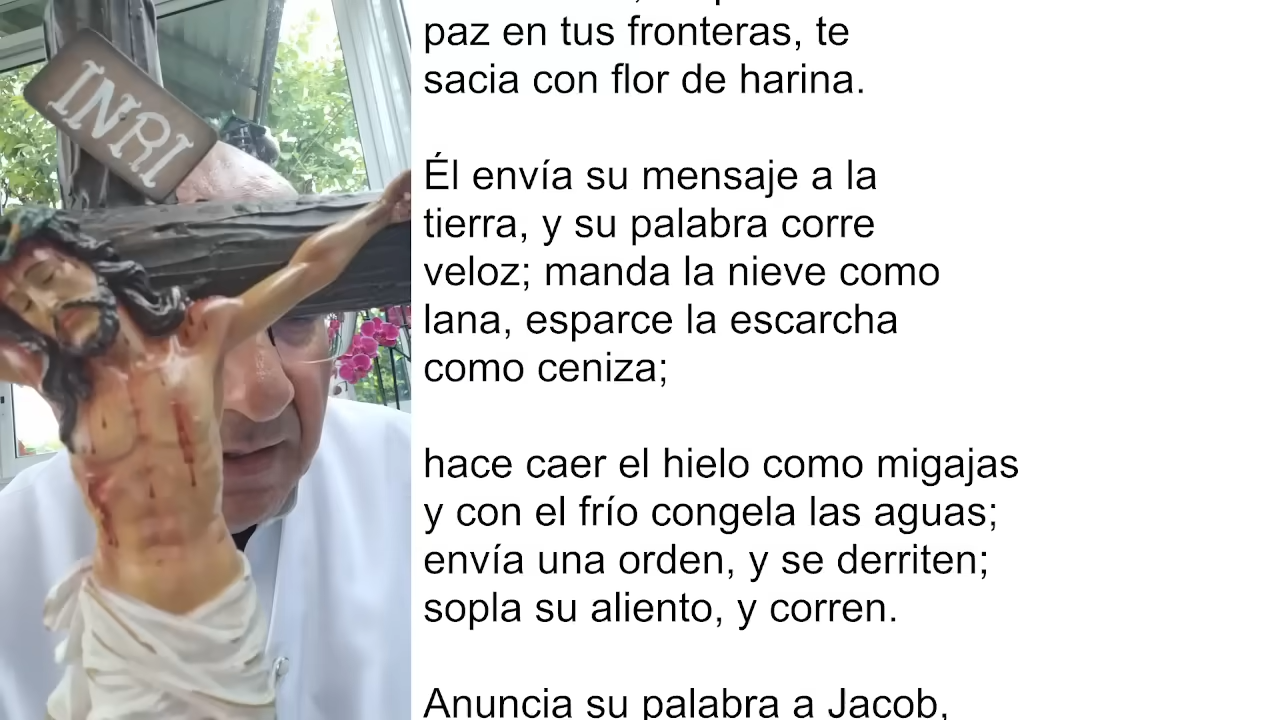 INRI
paz en tus fronteras, te
sacia con flor de harina.
Él envía su mensaje a la
tierra, y su palabra corre
veloz; manda la nieve como
lana, esparce la escarcha
como ceniza;
hace caer el hielo como migajas
y con el frío congela las aguas;
envía una orden, y se derriten;
sopla su aliento, y corren.
Anuncia su palabra a Jacob,